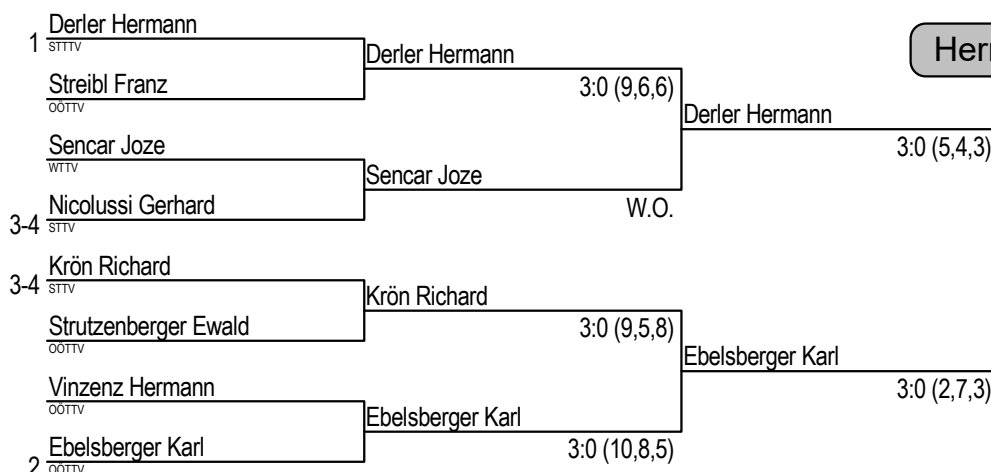 Derler Hermann
1 STTTV
Derler Hermann
Streibl Franz
OÖTTV
3:0 (9,6,6)
Derler Hermann
3:0 (5,4,3)
Sencar Joze
WTTV
Sencar Joze
Nicolussi Gerhard
3-4 STTV
W.O.
Krön Richard
3-4 STTV
Krön Richard
Strutzenberger Ewald
OÖTTV
3:0 (9,5,8)
Ebelsberger Karl
3:0 (2,7,3)
Vinzenz Hermann
OÖTTV
Ebelsberger Karl
Ebelsberger Karl
2 OÖTTV
3:0 (10,8,5)